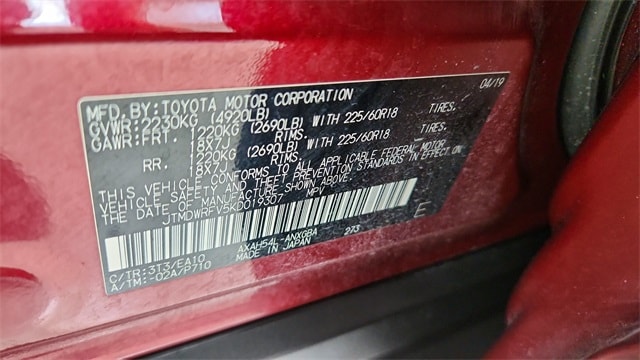 MFD. BY: TOYOTA MOTOR CORPORATION 04/19
GVWR: 2230KG (4920LB)
GAWR: FRT. 1220KG (2690LB) WITH 225/60R18 TIRES.
18X7J RIMS.
RR. 1220KG (2690LB) WITH 225/60R18 TIRES.
18X7J RIMS.
THIS VEHICLE CONFORMS TO ALL APPLICABLE FEDERAL MOTOR
VEHICLE SAFETY STANDARDS IN EFFECT ON
THE DATE OF MANUFACTURE SHOWN ABOVE.
JTMDWRFV5KD019307 MPV
E
C/TR: 3T3/EA10 AXAH54L-ANXGBA 273
A/TM: -02A/P710 MADE IN JAPAN